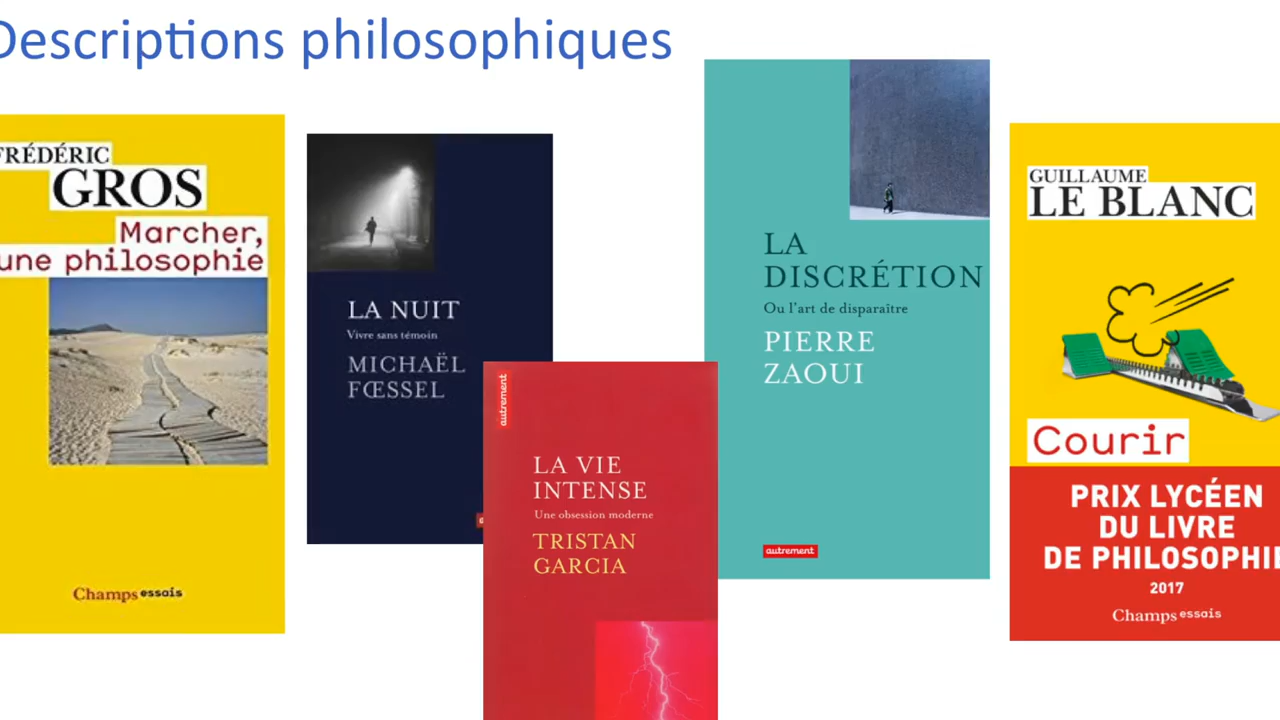 Descriptions philosophiques
FRÉDÉRIC
GROS
Marcher,
une philosophie
Champs essais
LA NUIT
Vivre sans témoin
MICHAËL
FŒSSEL
autrement
LA VIE
INTENSE
Une obsession moderne
TRISTAN
GARCIA
LA
DISCRÉTION
Ou l'art de disparaître
PIERRE
ZAOUI
autrement
GUILLAUME
LE BLANC
Courir
PRIX LYCÉEN
DU LIVRE
DE PHILOSOPHIE
2017
Champs essais